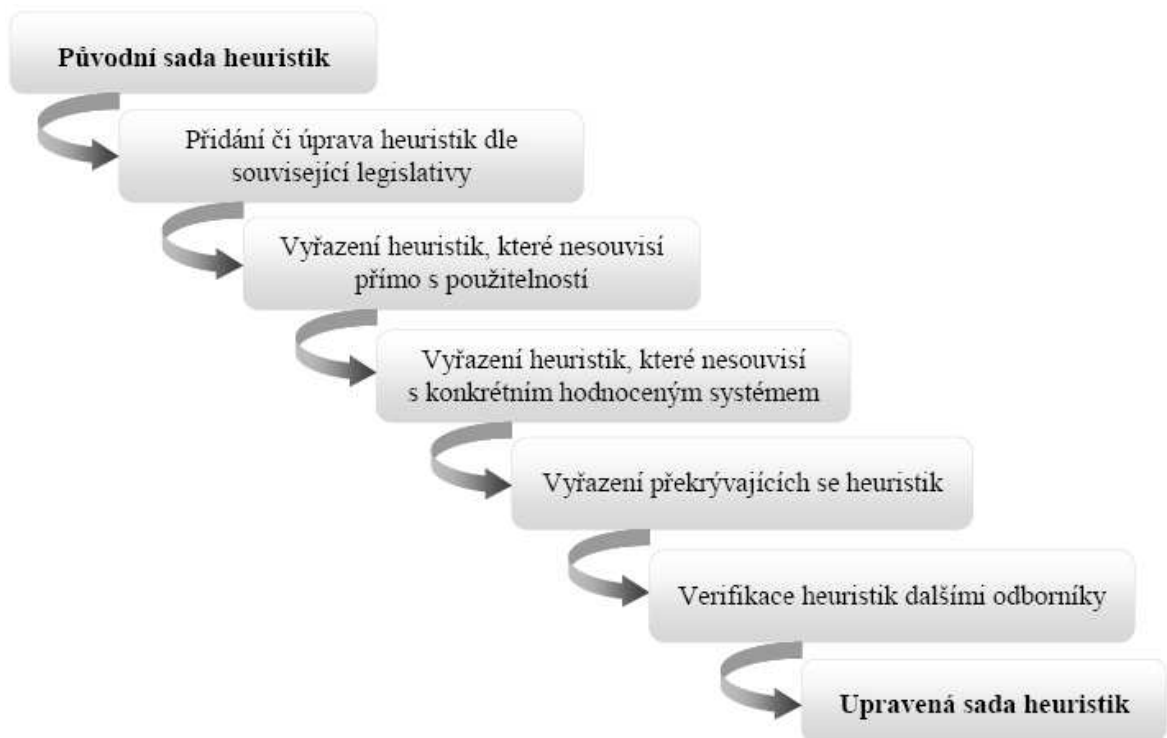 Původní sada heuristik
Přidání či úprava heuristik dle
související legislativy
Vyřazení heuristik, které nesouvisí
přímo s použitelností
Vyřazení heuristik, které nesouvisí
s konkrétním hodnoceným systémem
Vyřazení překrývajících se heuristik
Verifikace heuristik dalšími odborníky
Upravená sada heuristik